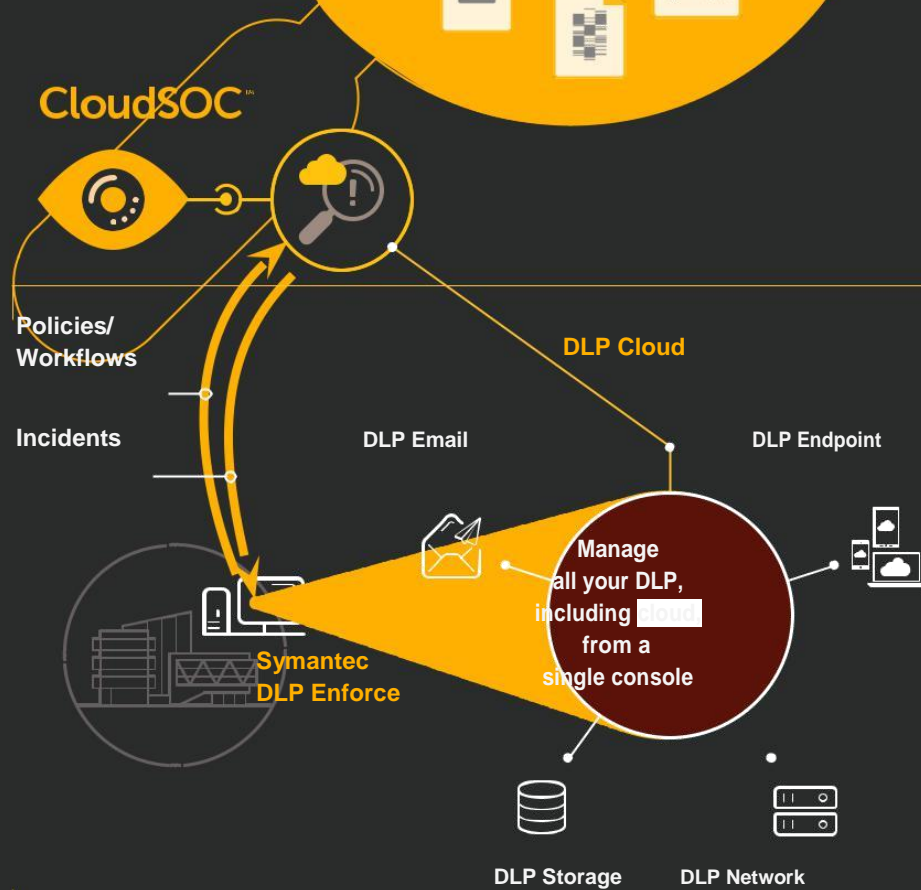 CloudSOC™
Policies/
Workflows
DLP Cloud
Incidents
DLP Email
DLP Endpoint
Manage
all your DLP,
including cloud,
from a
single console
Symantec
DLP Enforce
DLP Storage
DLP Network